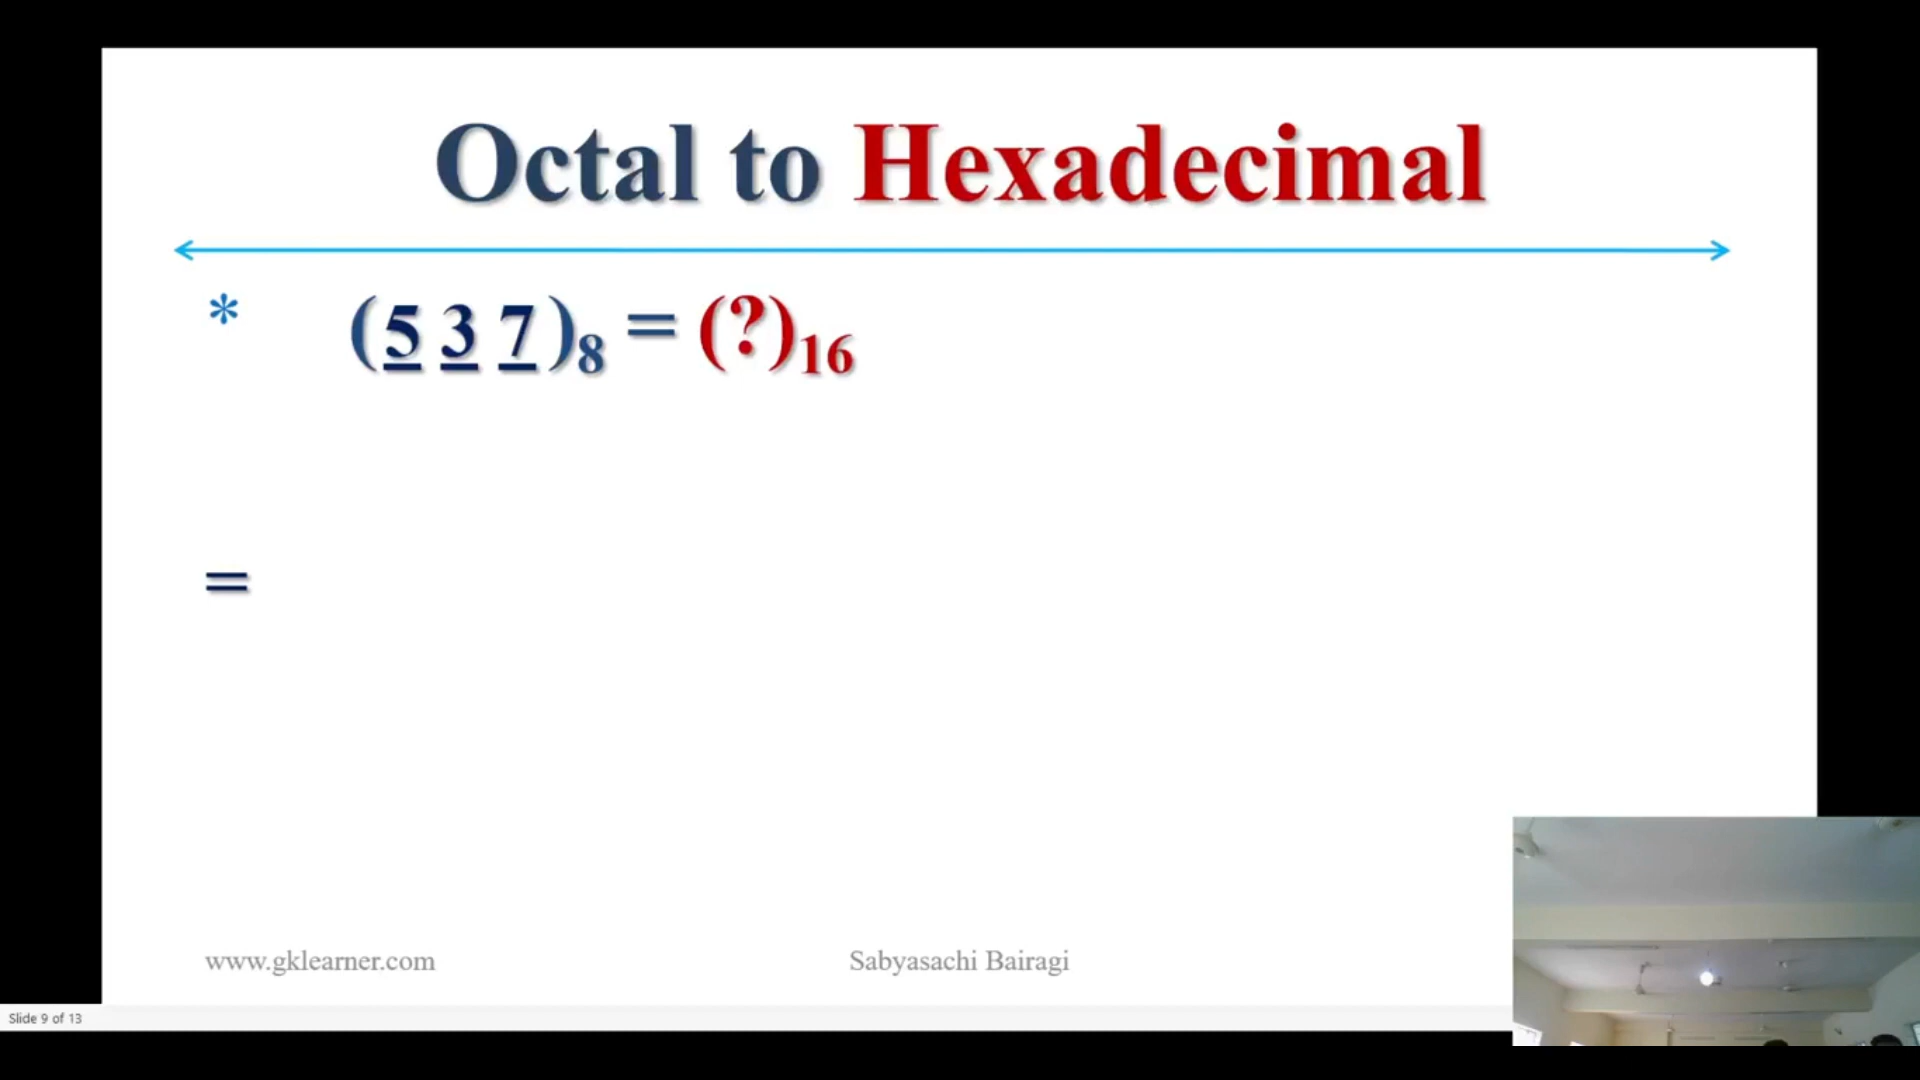 Octal to Hexadecimal
* (5 3 7)₈ = (?)₁₆
=
www.gklearner.com
Sabyasachi Bairagi
Slide 9 of 13